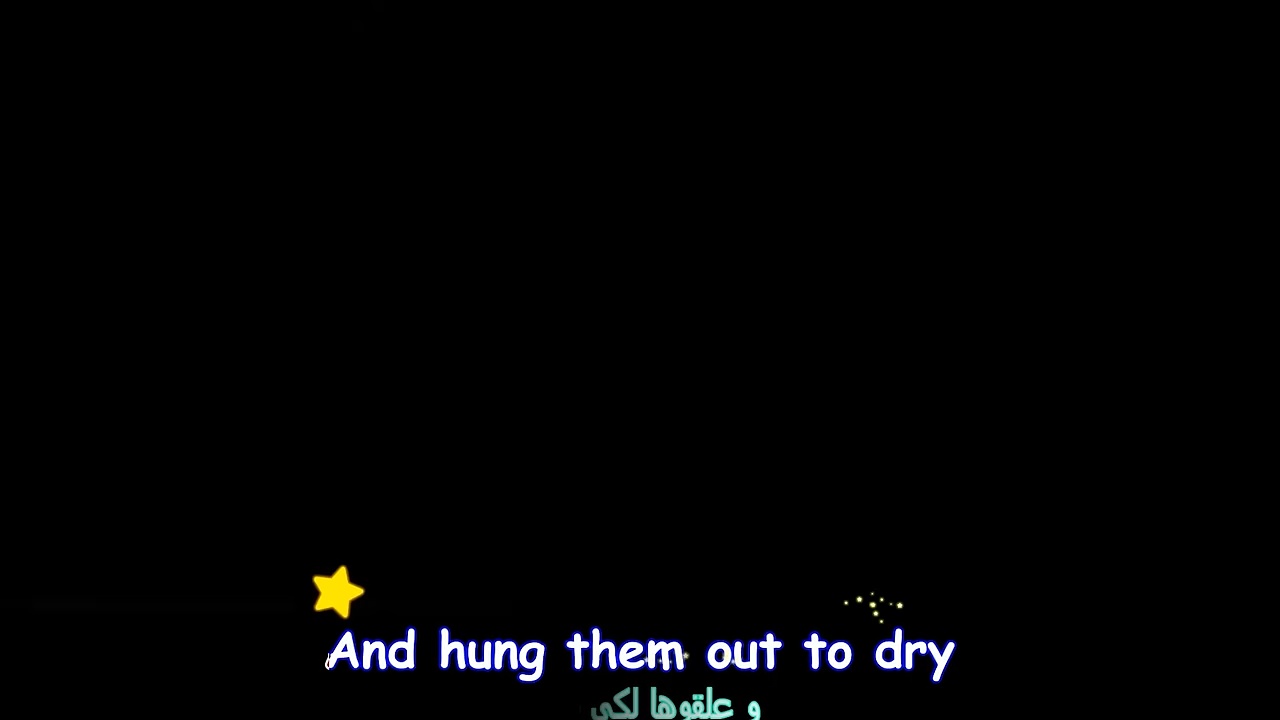 And hung them out to dry
و علقوها لكي